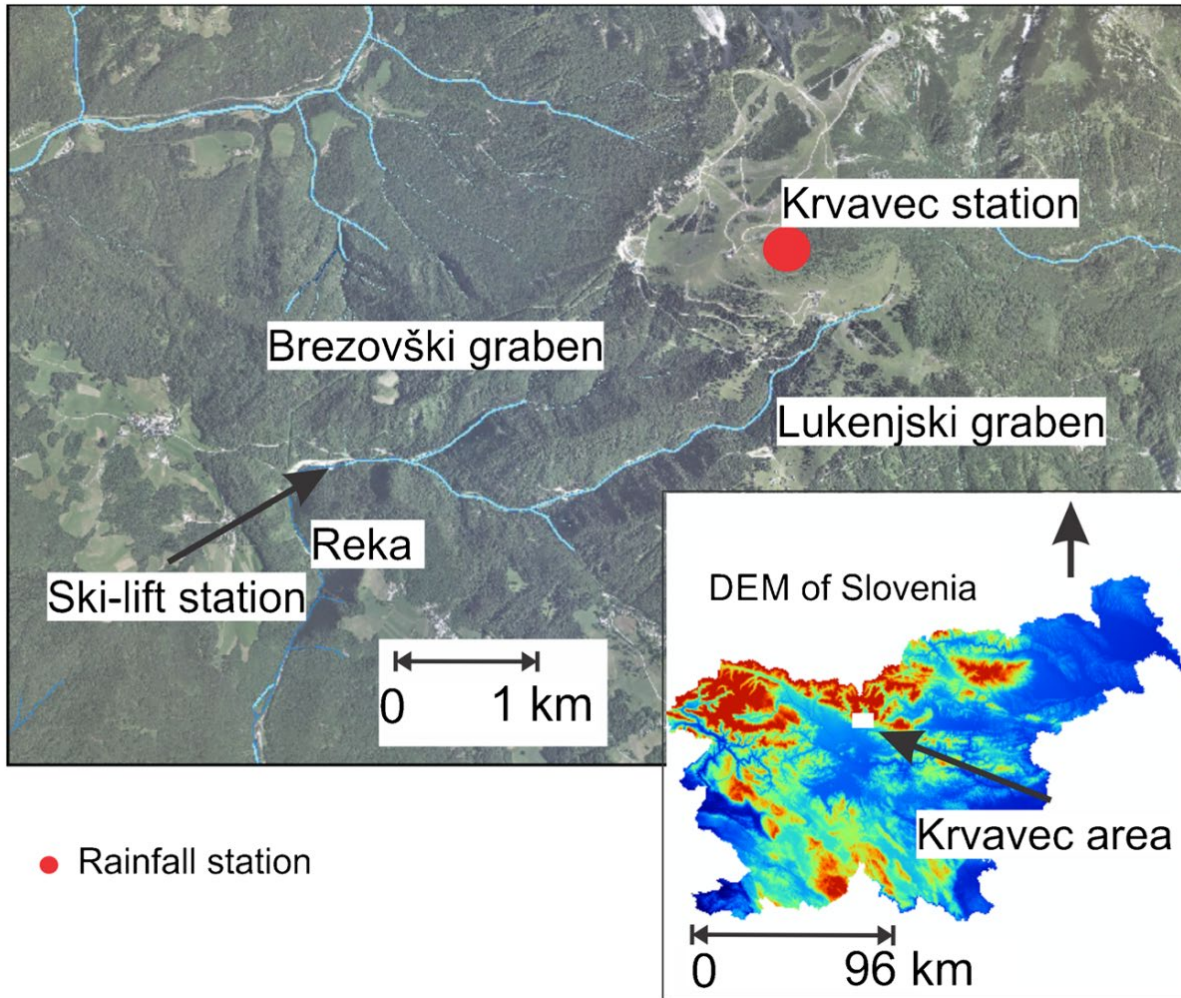 Krvavec station
Brezovški graben
Lukenjski graben
Reka
Ski-lift station
0 1 km
DEM of Slovenia
Krvavec area
0 96 km
Rainfall station